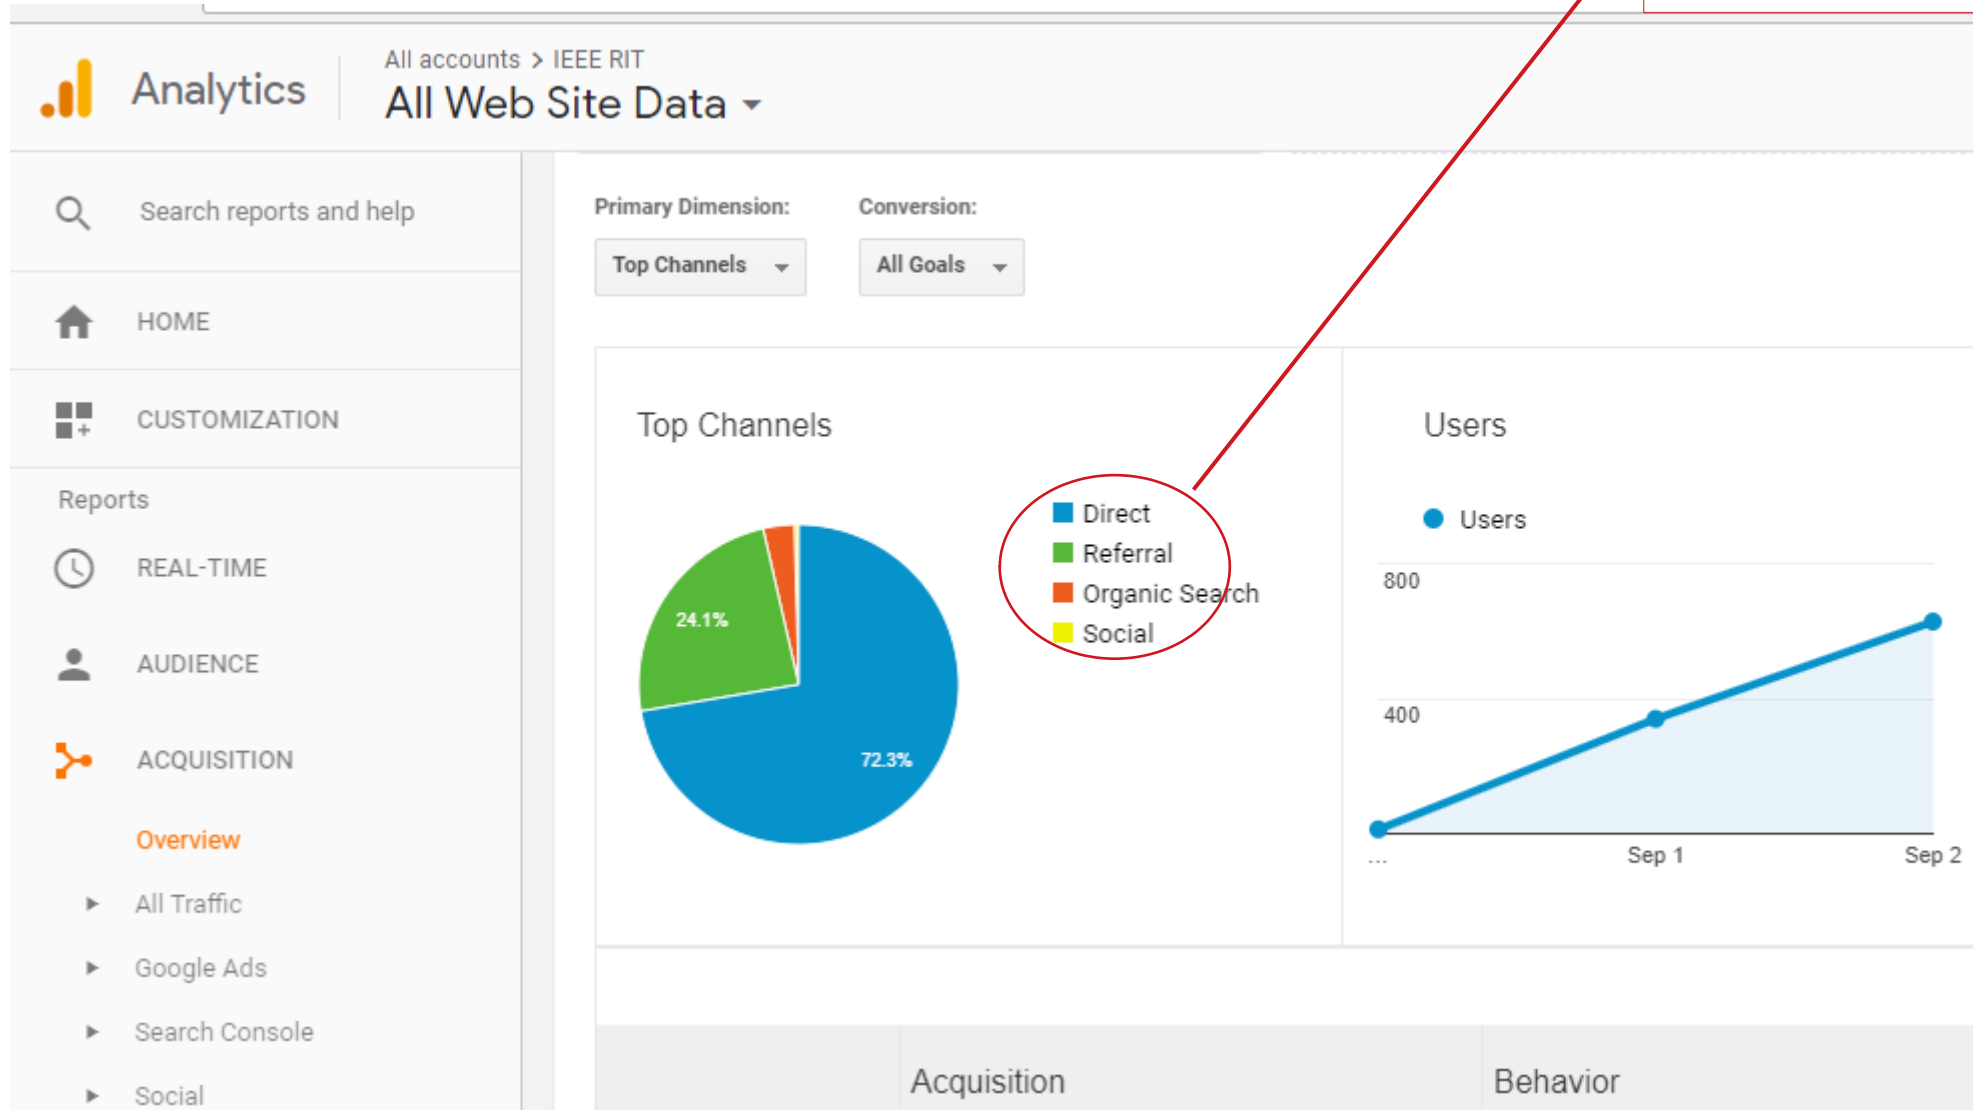 All accounts > IEEE RIT
Analytics
All Web Site Data
Search reports and help
HOME
CUSTOMIZATION
Reports
REAL-TIME
AUDIENCE
ACQUISITION
Overview
All Traffic
Google Ads
Search Console
Social
Primary Dimension:
Conversion:
Top Channels
All Goals
Top Channels
Direct
Referral
Organic Search
Social
24.1%
72.3%
Users
Users
800
400
...
Sep 1
Sep 2
Acquisition
Behavior